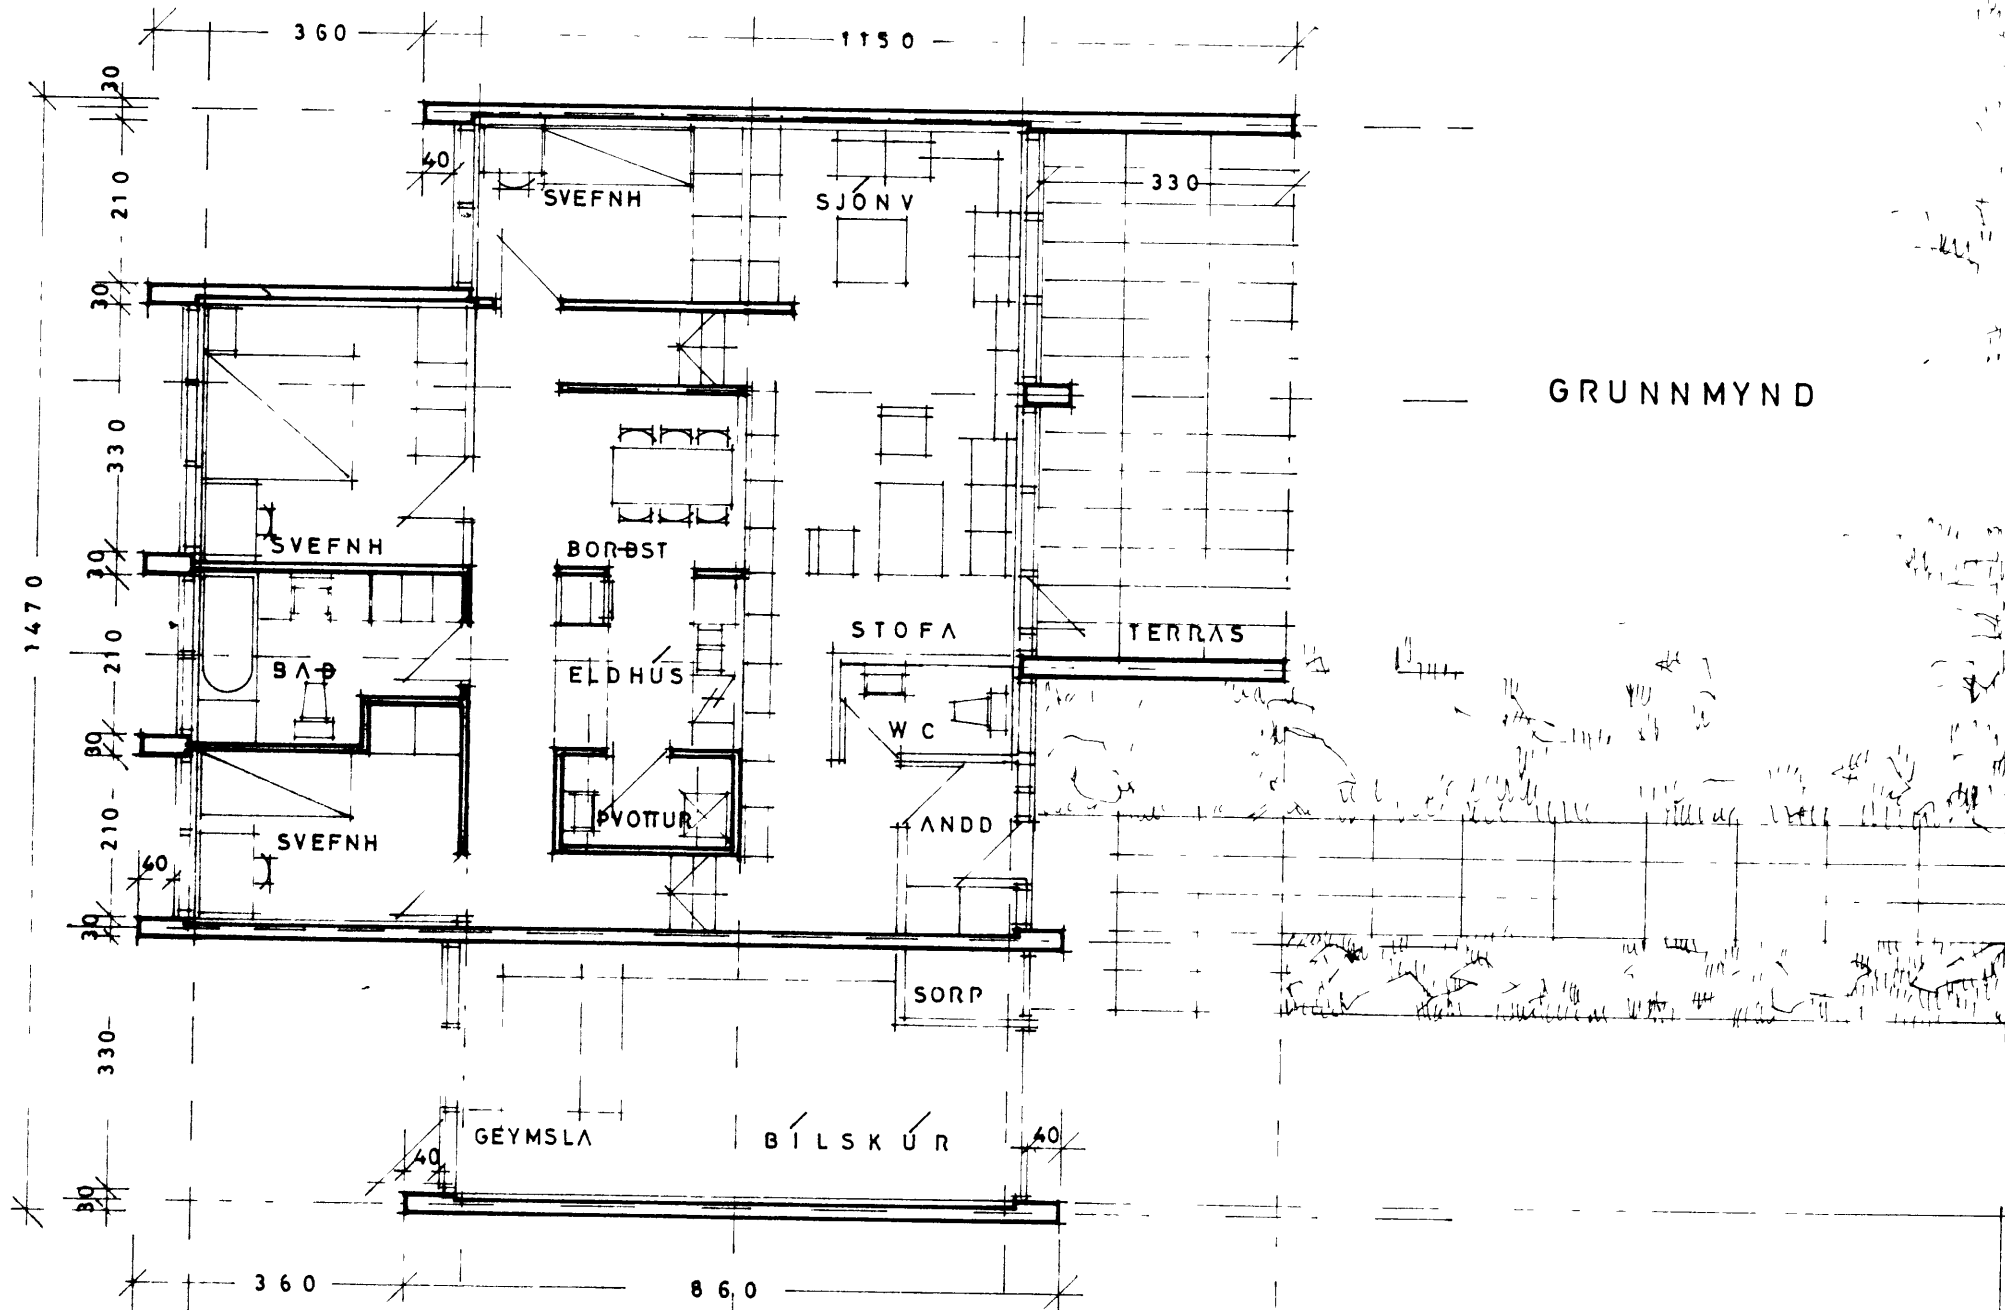 360
1150
30
40
210
SVEFNH
SJÓNV
330
30
GRUNNMYND
330
SVEFNH
BORÐST
30
1470
210
STOFA
TERRAS
BAÐ
ELDHÚS
WC
30
210
ÞVOTTUR
ANDD
SVEFNH
40
30
SORP
330
GEYMSLA
BÍLSKÚR
40
40
30
360
860